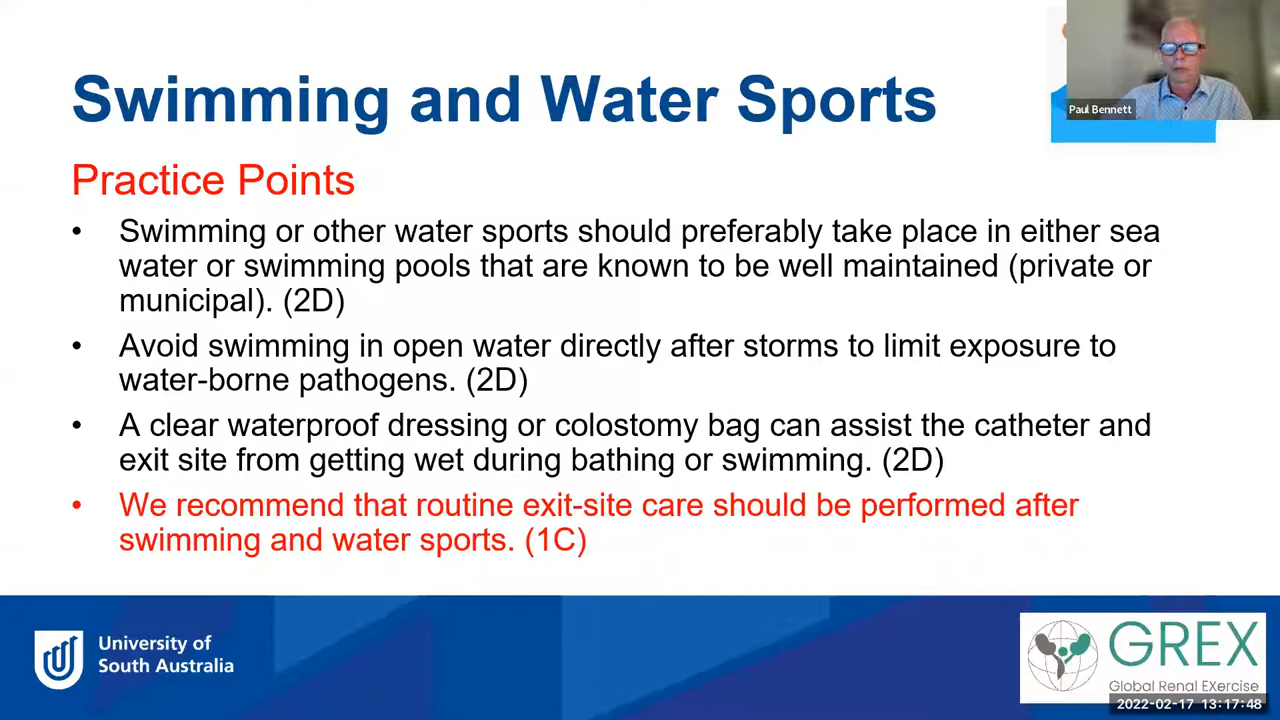 Swimming and Water Sports
Paul Bennett
Practice Points
• Swimming or other water sports should preferably take place in either sea
water or swimming pools that are known to be well maintained (private or
municipal). (2D)
• Avoid swimming in open water directly after storms to limit exposure to
water-borne pathogens. (2D)
• A clear waterproof dressing or colostomy bag can assist the catheter and
exit site from getting wet during bathing or swimming. (2D)
• We recommend that routine exit-site care should be performed after
swimming and water sports. (1C)
University of
South Australia
GREX
Global Renal EXercise
2022-02-17 13:17:48